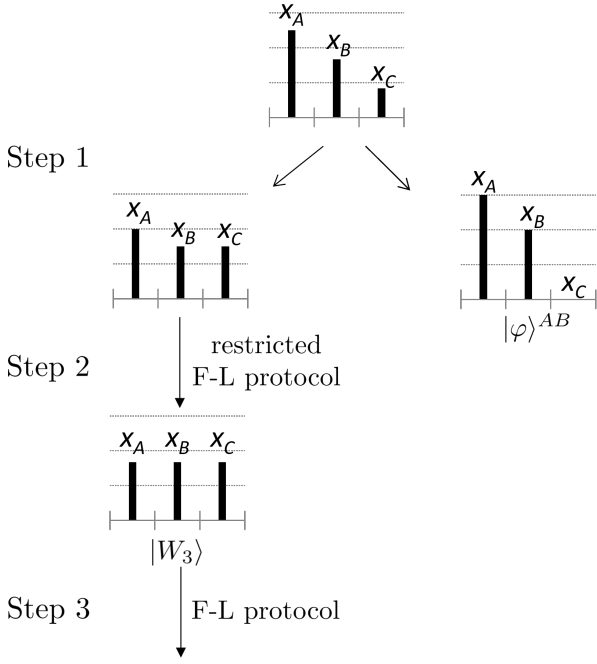 x_A
x_B
x_C
Step 1
x_A
x_B
x_C
x_A
x_B
x_C
|φ⟩^{AB}
Step 2
restricted
F-L protocol
x_A
x_B
x_C
|W_3⟩
Step 3
F-L protocol